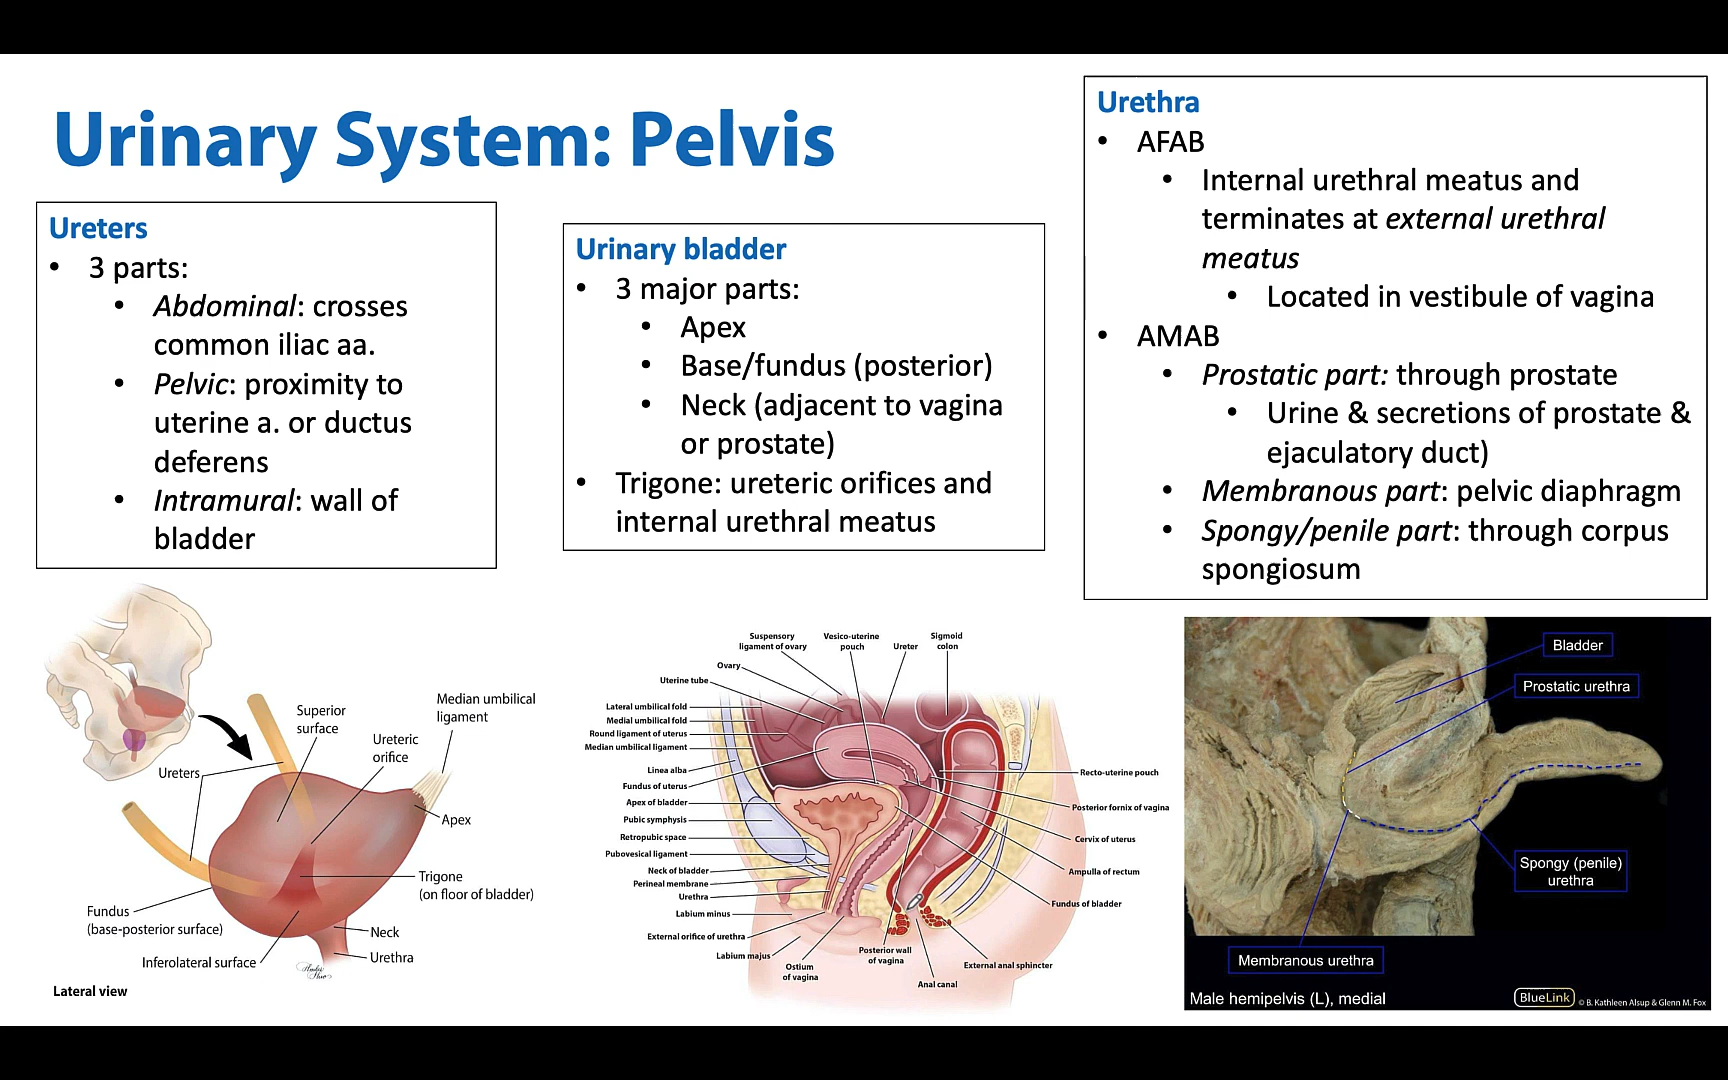 Urinary System: Pelvis
Ureters
• 3 parts:
• Abdominal: crosses
common iliac aa.
• Pelvic: proximity to
uterine a. or ductus
deferens
• Intramural: wall of
bladder
Urinary bladder
• 3 major parts:
• Apex
• Base/fundus (posterior)
• Neck (adjacent to vagina
or prostate)
• Trigone: ureteric orifices and
internal urethral meatus
Urethra
• AFAB
• Internal urethral meatus and
terminates at external urethral
meatus
• Located in vestibule of vagina
• AMAB
• Prostatic part: through prostate
• Urine & secretions of prostate &
ejaculatory duct)
• Membranous part: pelvic diaphragm
• Spongy/penile part: through corpus
spongiosum
Superior
surface
Median umbilical
ligament
Ureteric
orifice
Ureters
Apex
Trigone
(on floor of bladder)
Fundus
(base-posterior surface)
Neck
Urethra
Inferolateral surface
Lateral view
Suspensory
ligament of ovary
Vesico-uterine
pouch
Ureter
Sigmoid
colon
Ovary
Uterine tube
Lateral umbilical fold
Medial umbilical fold
Round ligament of uterus
Median umbilical ligament
Linea alba
Fundus of uterus
Apex of bladder
Pubic symphysis
Retropubic space
Pubovesical ligament
Neck of bladder
Perineal membrane
Urethra
Labium minus
External orifice of urethra
Labium majus
Ostium
of vagina
Posterior wall
of vagina
Anal canal
External anal sphincter
Recto-uterine pouch
Posterior fornix of vagina
Cervix of uterus
Ampulla of rectum
Fundus of bladder
Bladder
Prostatic urethra
Spongy (penile)
urethra
Membranous urethra
Male hemipelvis (L), medial
BlueLink © B. Kathleen Alsup & Glenn M. Fox